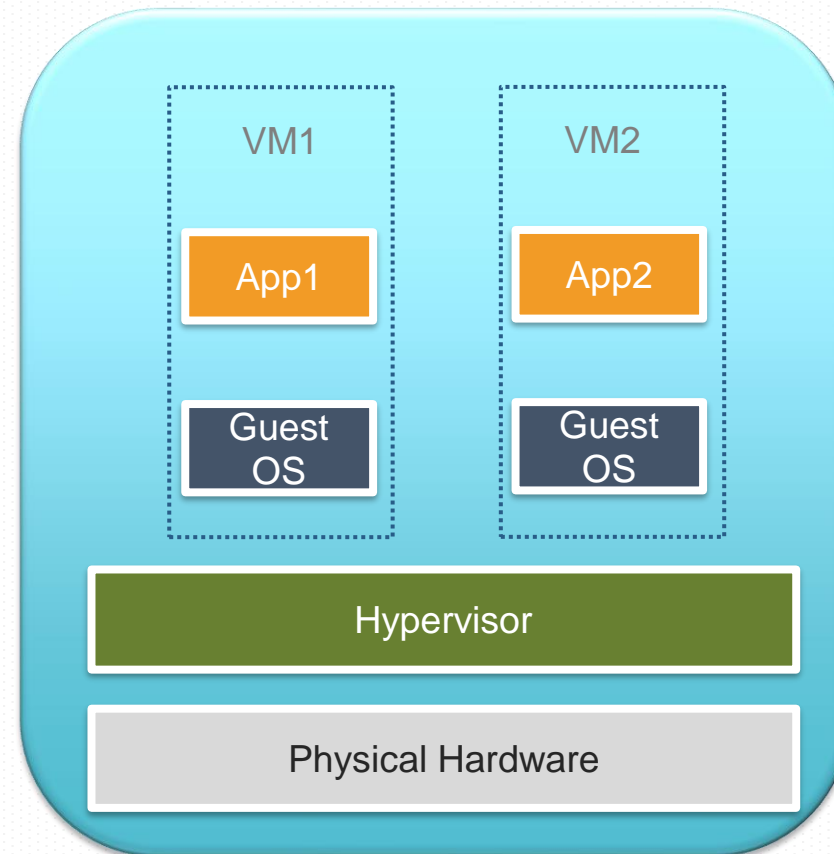 VM1
VM2
App1
App2
Guest
OS
Guest
OS
Hypervisor
Physical Hardware